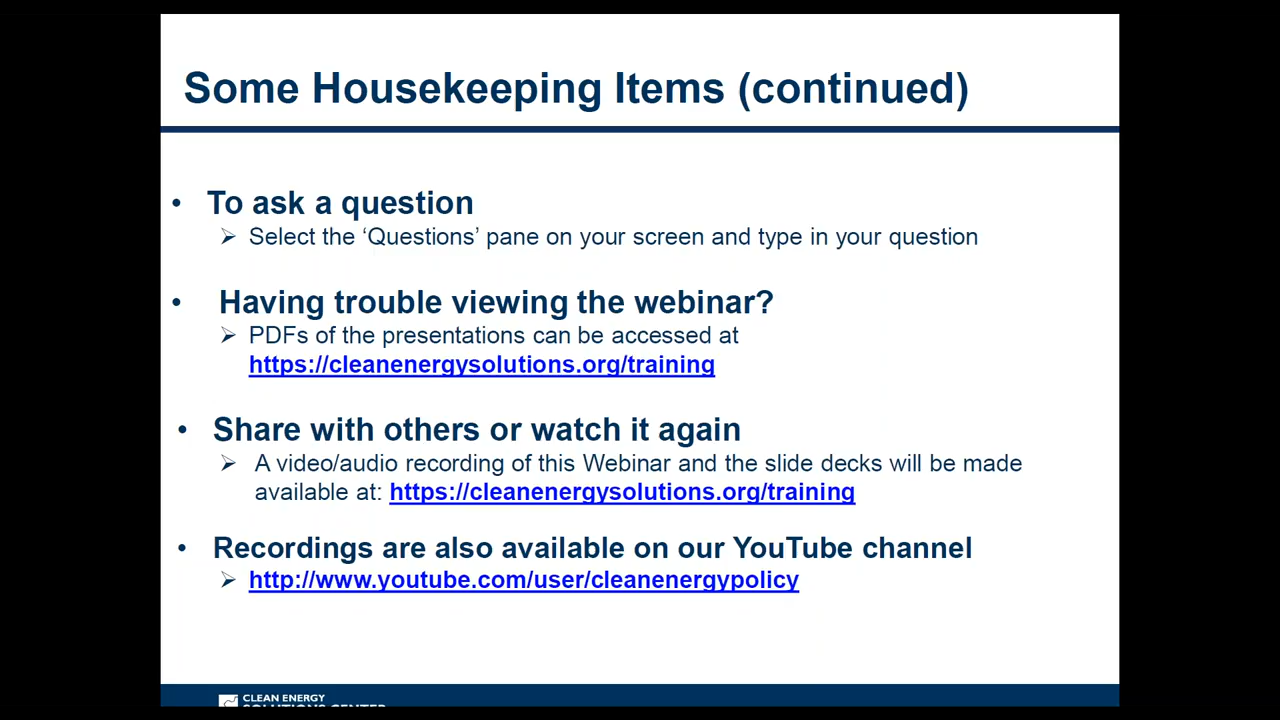 Some Housekeeping Items (continued)
• To ask a question
➢ Select the ‘Questions’ pane on your screen and type in your question
• Having trouble viewing the webinar?
➢ PDFs of the presentations can be accessed at
https://cleanenergysolutions.org/training
• Share with others or watch it again
➢ A video/audio recording of this Webinar and the slide decks will be made
available at: https://cleanenergysolutions.org/training
• Recordings are also available on our YouTube channel
➢ http://www.youtube.com/user/cleanenergypolicy
CLEAN ENERGY
SOLUTIONS CENTER